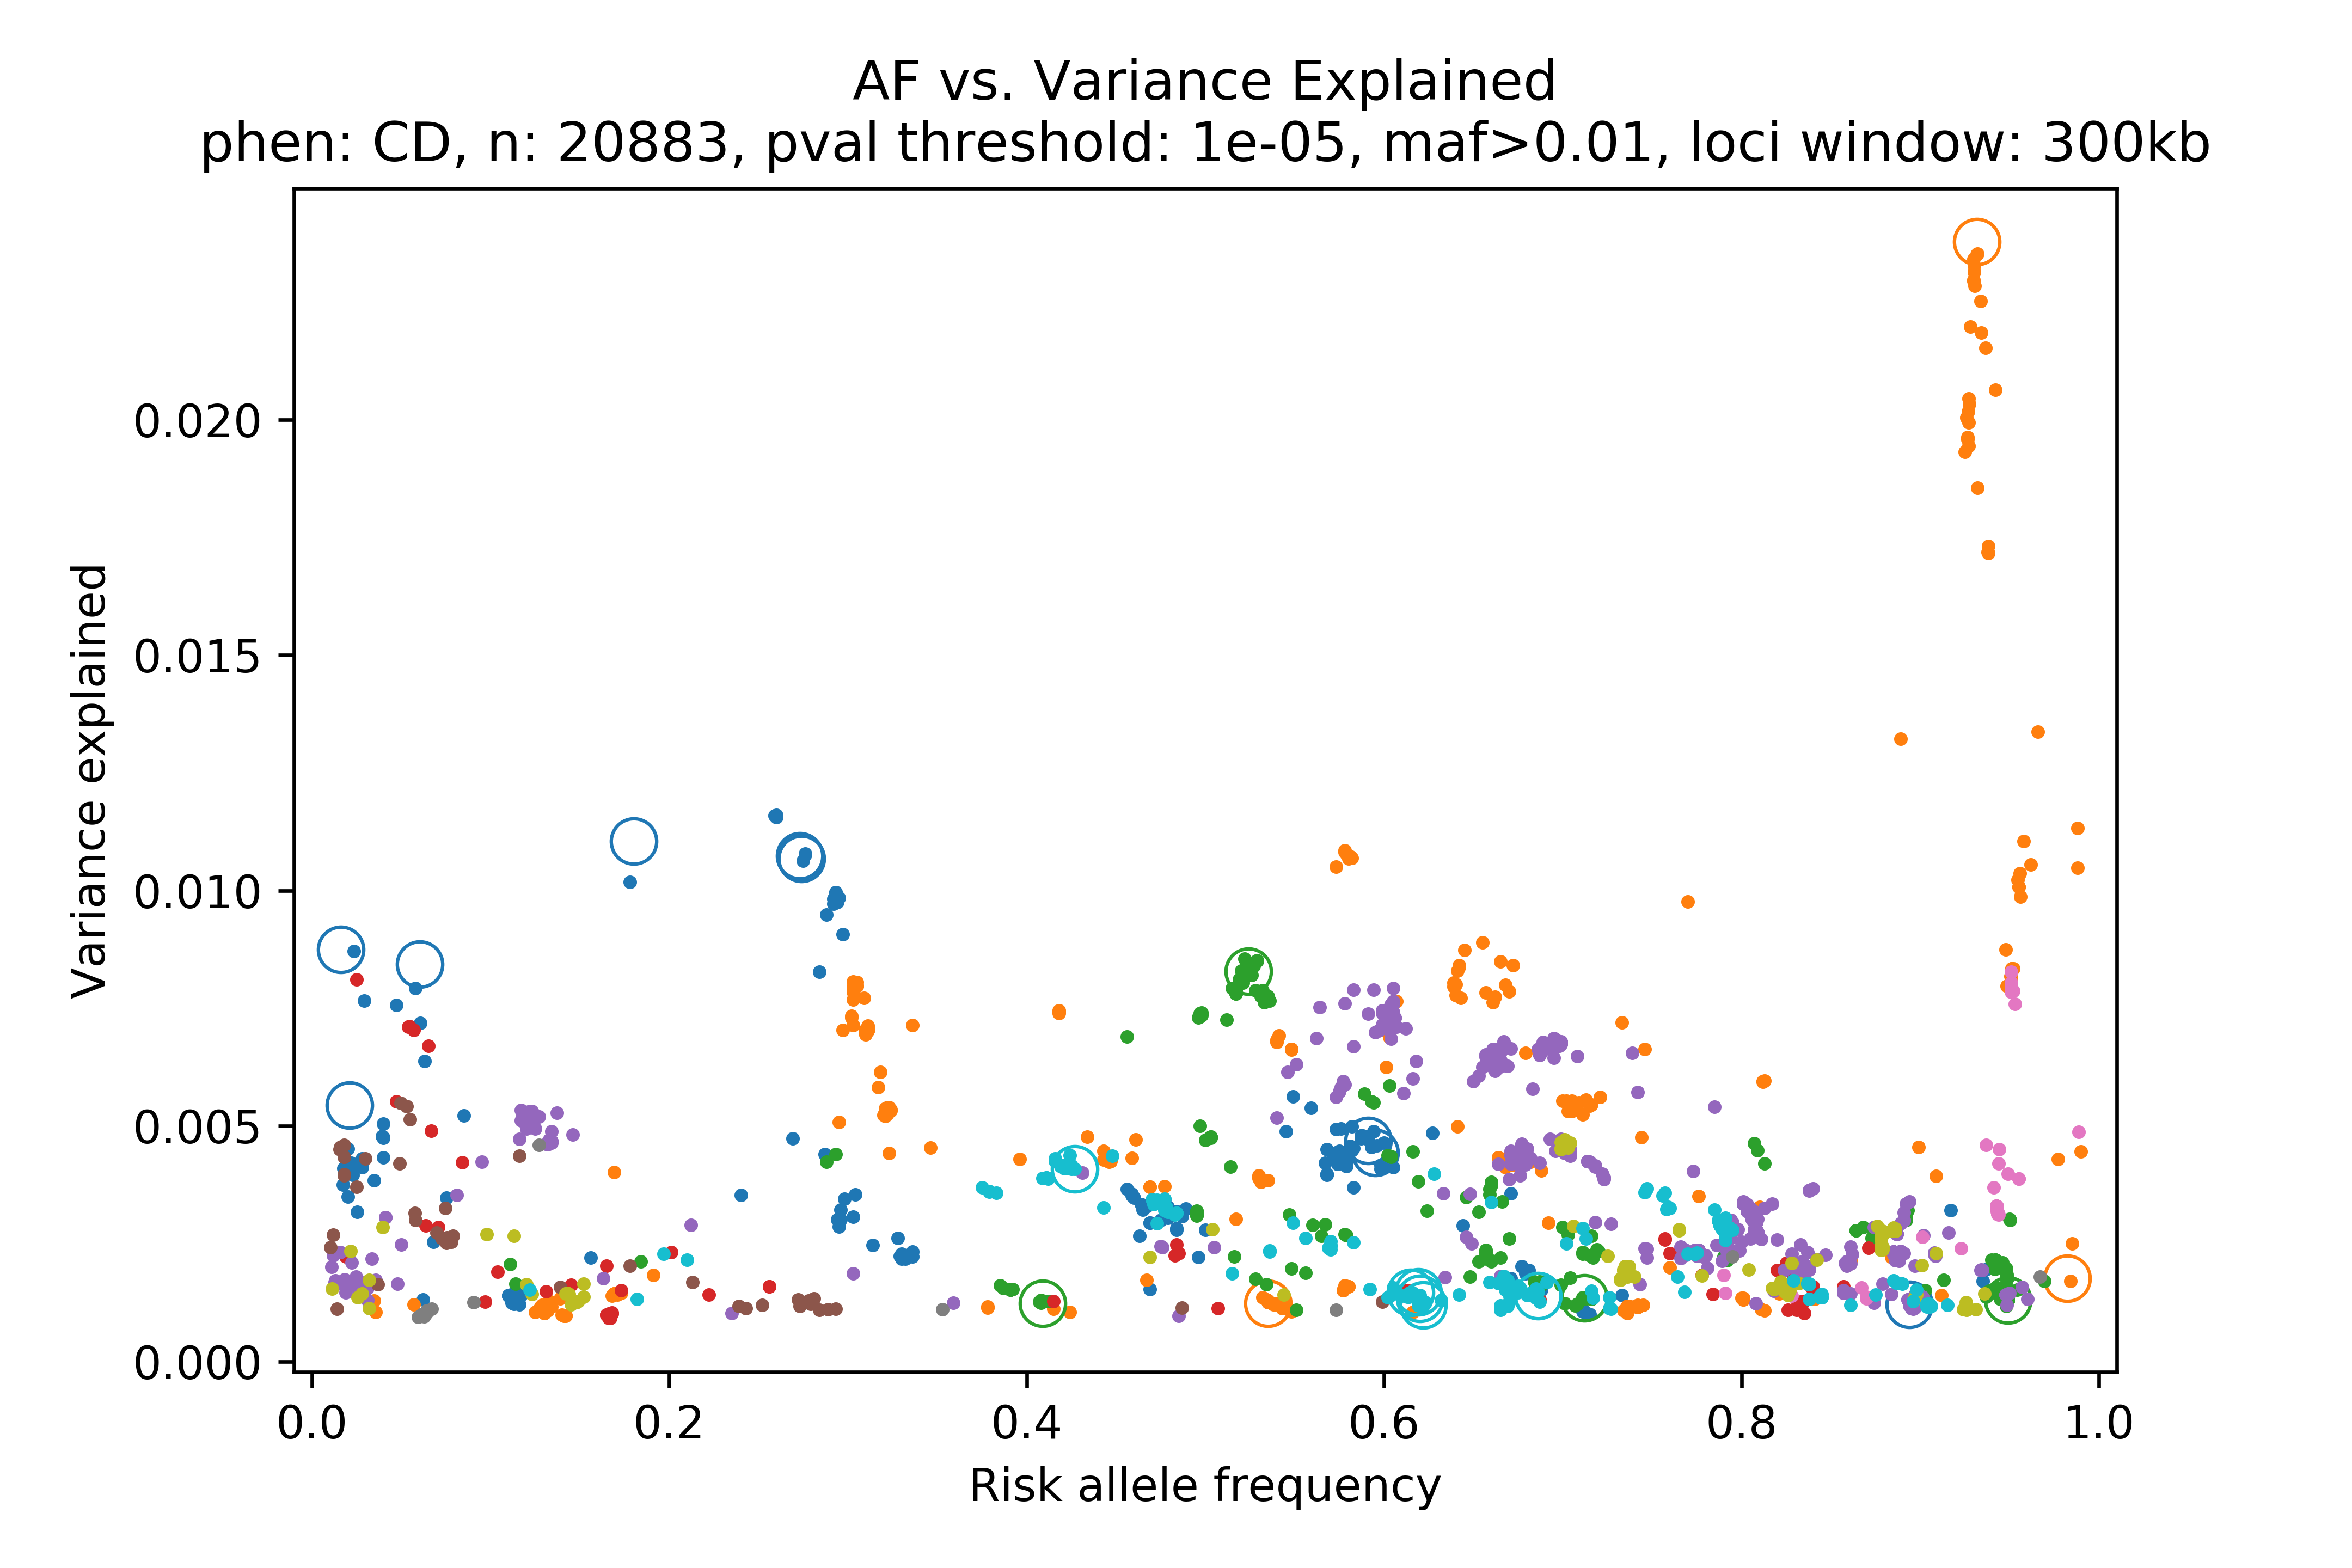 AF vs. Variance Explained
phen: CD, n: 20883, pval threshold: 1e-05, maf>0.01, loci window: 300kb
Variance explained
0.020
0.015
0.010
0.005
0.000
0.0 0.2 0.4 0.6 0.8 1.0
Risk allele frequency